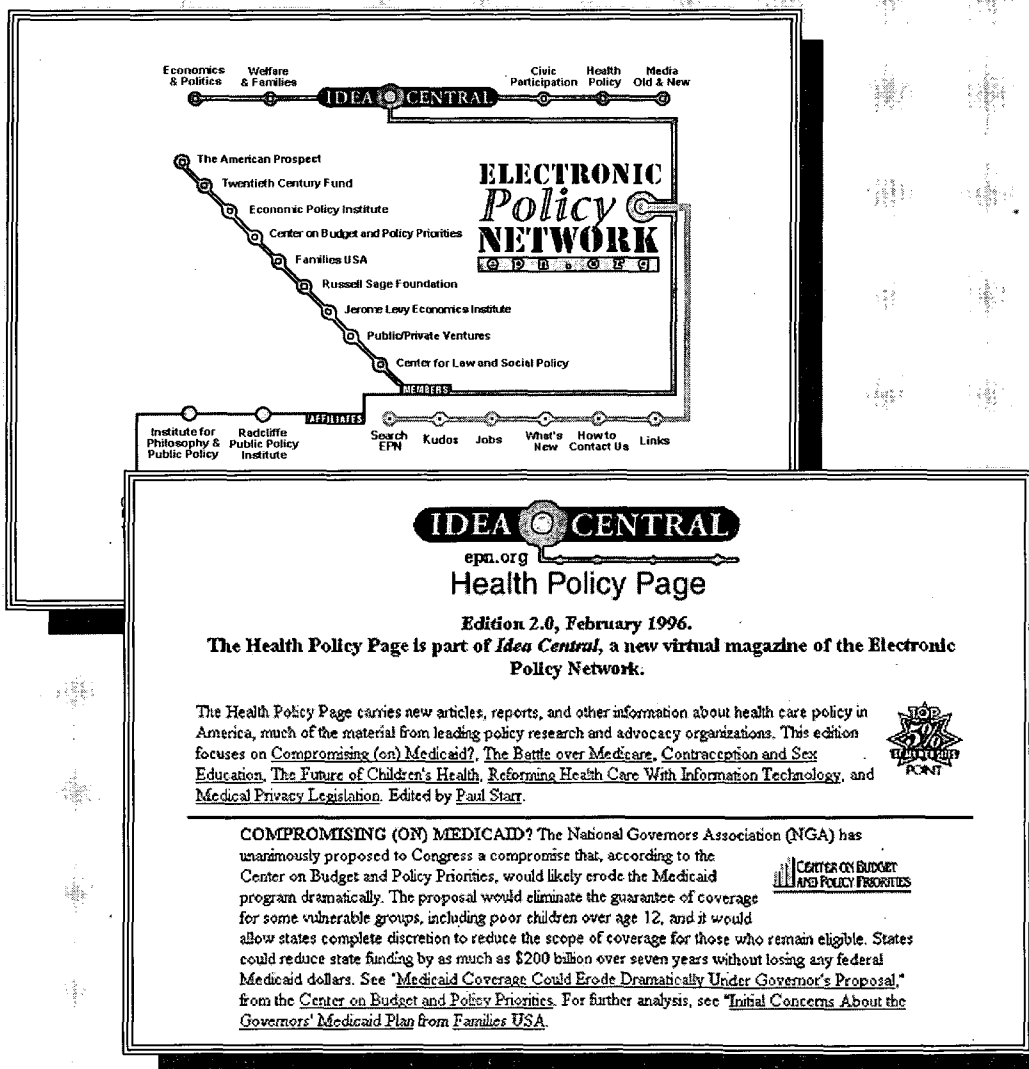 Economics & Politics
Welfare & Families
IDEA CENTRAL
Civic Participation
Health Policy
Media Old & New
The American Prospect
Twentieth Century Fund
Economic Policy Institute
Center on Budget and Policy Priorities
Families USA
Russell Sage Foundation
Jerome Levy Economics Institute
Public/Private Ventures
Center for Law and Social Policy
MEMBERS
ELECTRONIC
Policy
NETWORK
epn.org
AFFILIATES
Institute for Philosophy & Public Policy
Radcliffe Public Policy Institute
Search EPN
Kudos
Jobs
What's New
How to Contact Us
Links
IDEA CENTRAL
epn.org
Health Policy Page
Edition 2.0, February 1996.
The Health Policy Page is part of Idea Central, a new virtual magazine of the Electronic
Policy Network.
The Health Policy Page carries new articles, reports, and other information about health care policy in
America, much of the material from leading policy research and advocacy organizations. This edition
focuses on Compromising (on) Medicaid?, The Battle over Medicare, Contraception and Sex
Education, The Future of Children's Health, Reforming Health Care With Information Technology, and
Medical Privacy Legislation. Edited by Paul Starr.
TOP
5%
POINT
COMPROMISING (ON) MEDICAID? The National Governors Association (NGA) has
unanimously proposed to Congress a compromise that, according to the
Center on Budget and Policy Priorities, would likely erode the Medicaid
program dramatically. The proposal would eliminate the guarantee of coverage
for some vulnerable groups, including poor children over age 12, and it would
allow states complete discretion to reduce the scope of coverage for those who remain eligible. States
could reduce state funding by as much as $200 billion over seven years without losing any federal
Medicaid dollars. See "Medicaid Coverage Could Erode Dramatically Under Governor's Proposal,"
from the Center on Budget and Policy Priorities. For further analysis, see "Initial Concerns About the
Governors' Medicaid Plan from Families USA.
CENTER ON BUDGET
AND POLICY PRIORITIES